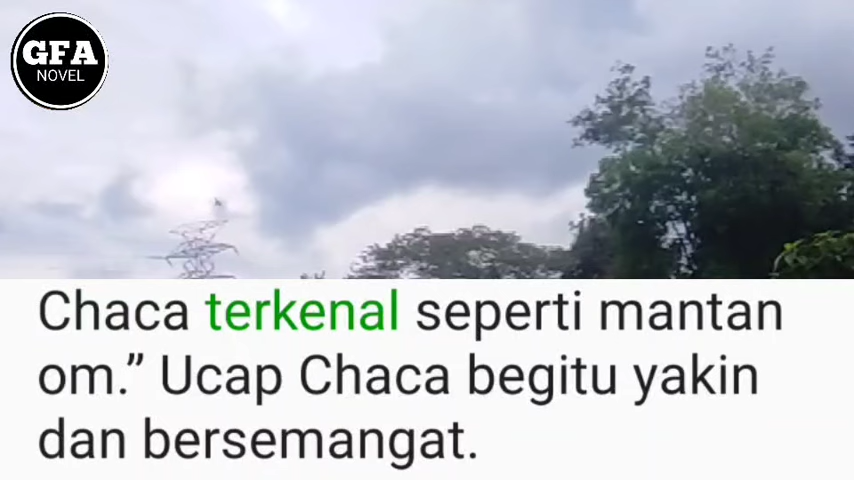 GFA
NOVEL
Chaca terkenal seperti mantan
om.” Ucap Chaca begitu yakin
dan bersemangat.